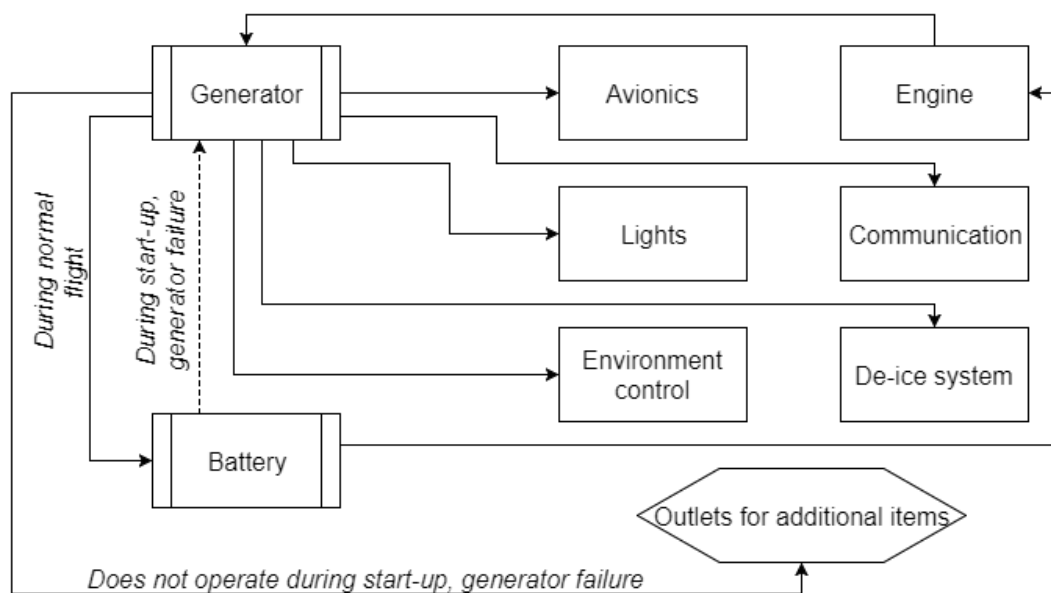 Generator
Avionics
Engine
During normal
flight
During start-up,
generator failure
Lights
Communication
Environment
control
De-ice system
Battery
Outlets for additional items
Does not operate during start-up, generator failure